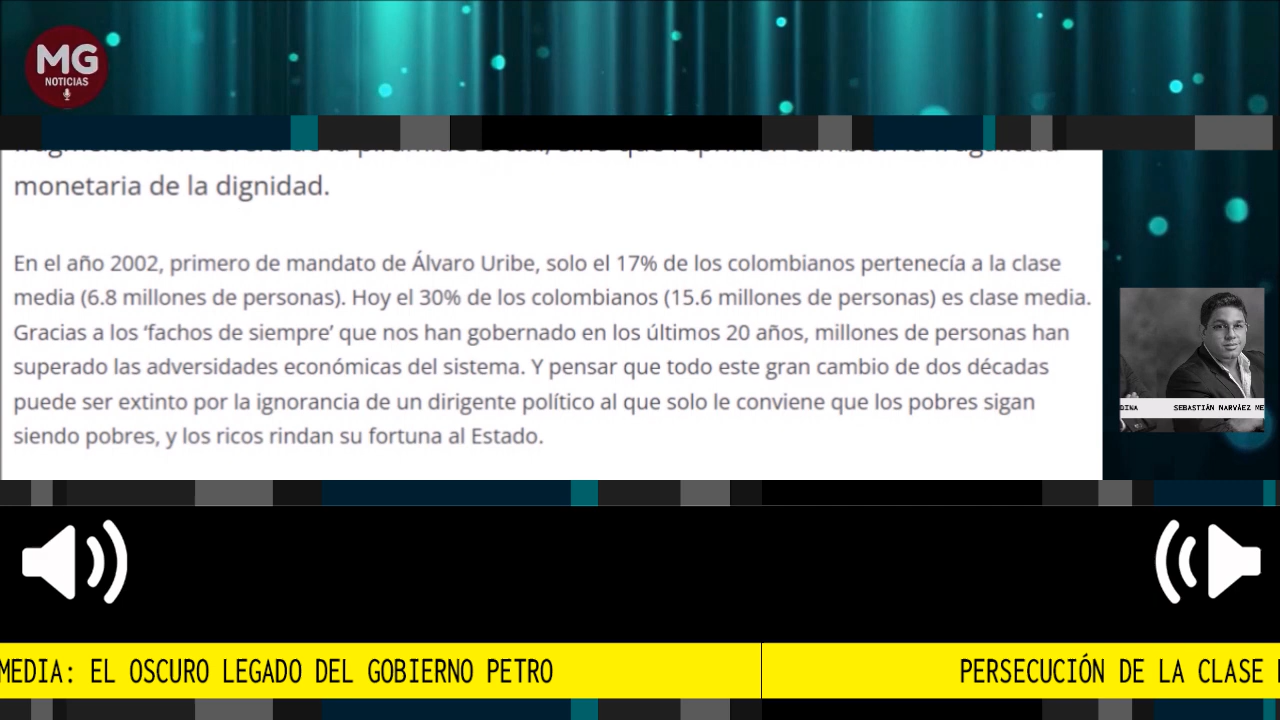 MG
NOTICIAS
monetaria de la dignidad.
En el año 2002, primero de mandato de Álvaro Uribe, solo el 17% de los colombianos pertenecía a la clase
media (6.8 millones de personas). Hoy el 30% de los colombianos (15.6 millones de personas) es clase media.
Gracias a los ‘fachos de siempre’ que nos han gobernado en los últimos 20 años, millones de personas han
superado las adversidades económicas del sistema. Y pensar que todo este gran cambio de dos décadas
puede ser extinto por la ignorancia de un dirigente político al que solo le conviene que los pobres sigan
siendo pobres, y los ricos rindan su fortuna al Estado.
DINA SEBASTIÁN NARVÁEZ ME
MEDIA: EL OSCURO LEGADO DEL GOBIERNO PETRO
PERSECUCIÓN DE LA CLASE
MG
NOTICIAS